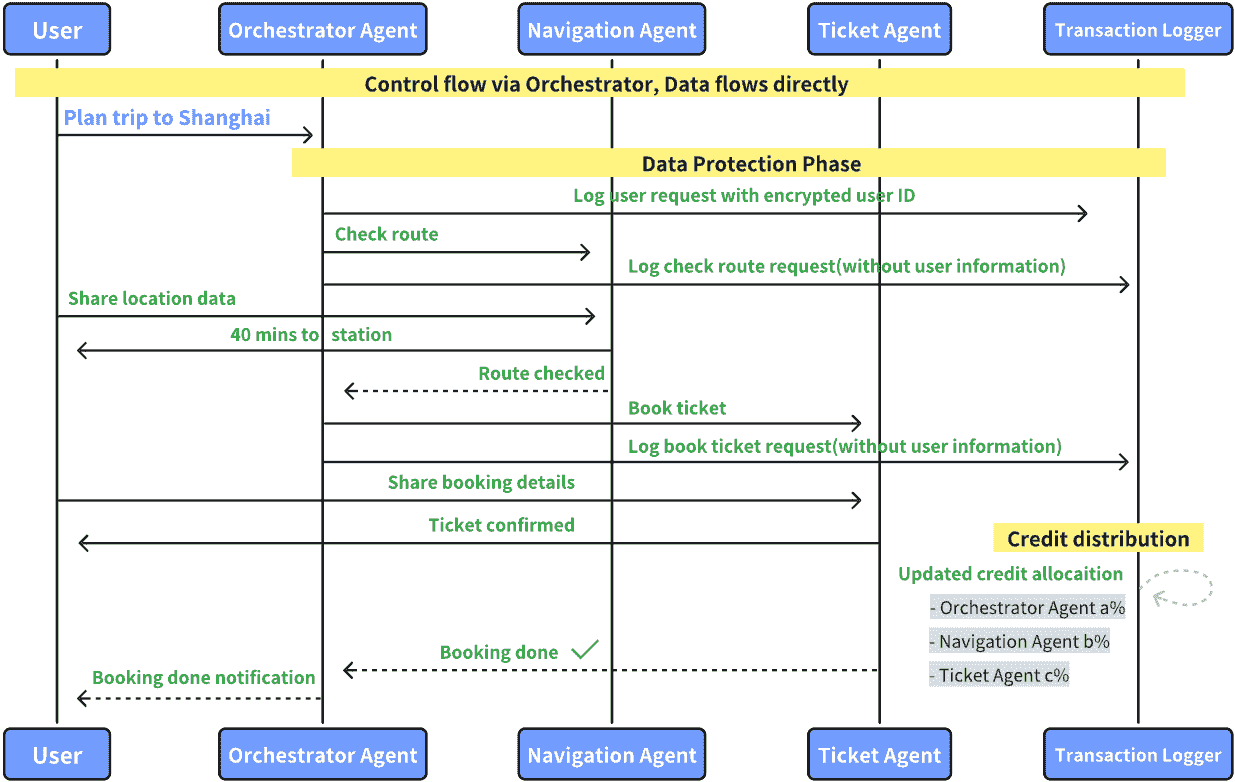 User
Orchestrator Agent
Navigation Agent
Ticket Agent
Transaction Logger
Control flow via Orchestrator, Data flows directly
Plan trip to Shanghai
Data Protection Phase
Log user request with encrypted user ID
Check route
Log check route request(without user information)
Share location data
40 mins to station
Route checked
Book ticket
Log book ticket request(without user information)
Share booking details
Ticket confirmed
Credit distribution
Updated credit allocaition
- Orchestrator Agent a%
- Navigation Agent b%
- Ticket Agent c%
Booking done
Booking done notification
User
Orchestrator Agent
Navigation Agent
Ticket Agent
Transaction Logger